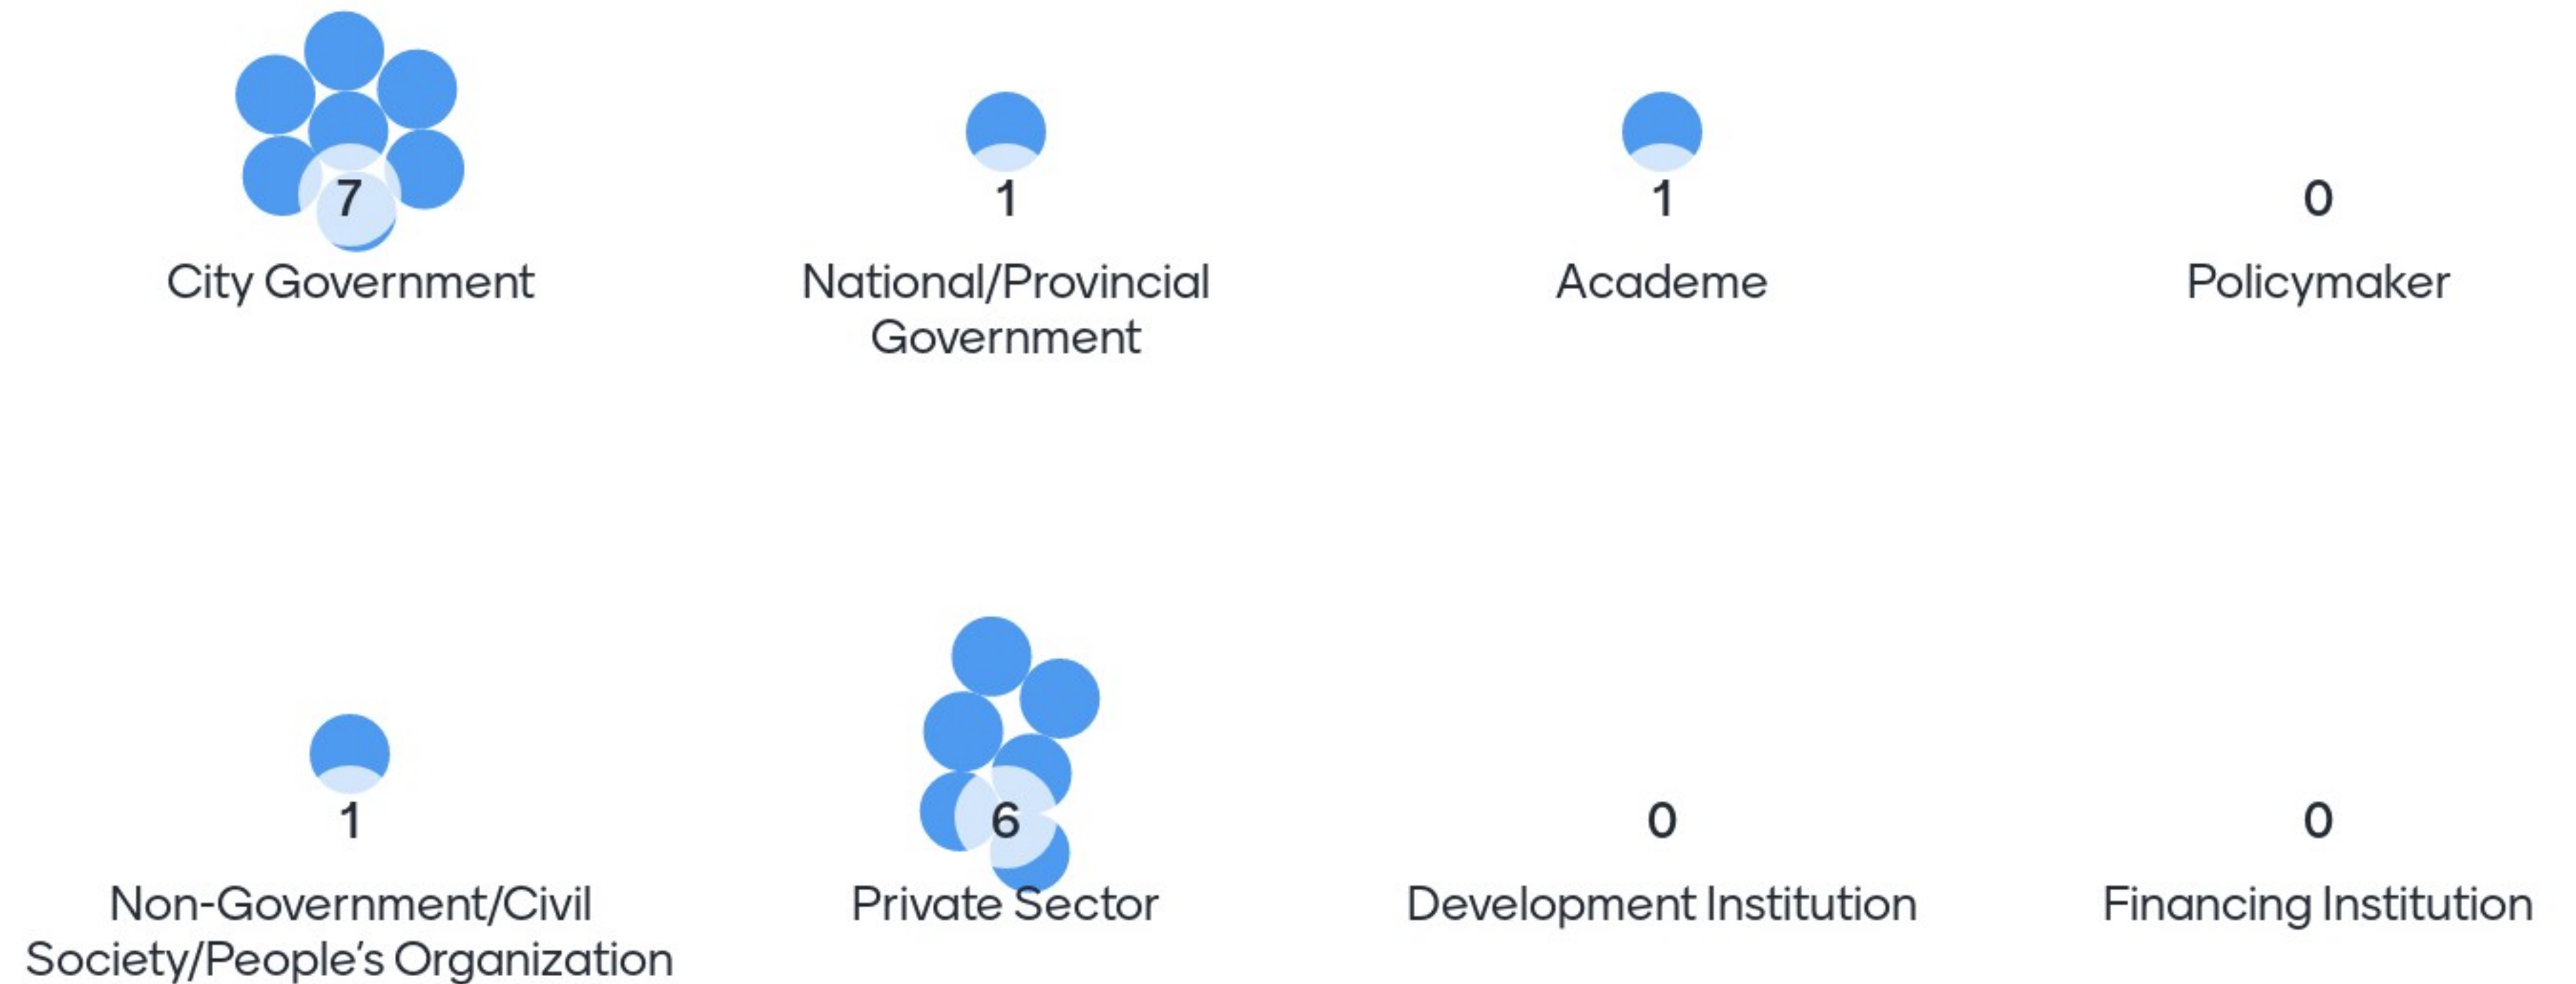 7
City Government
1
National/Provincial
Government
1
Academe
0
Policymaker
1
Non-Government/Civil
Society/People’s Organization
6
Private Sector
0
Development Institution
0
Financing Institution